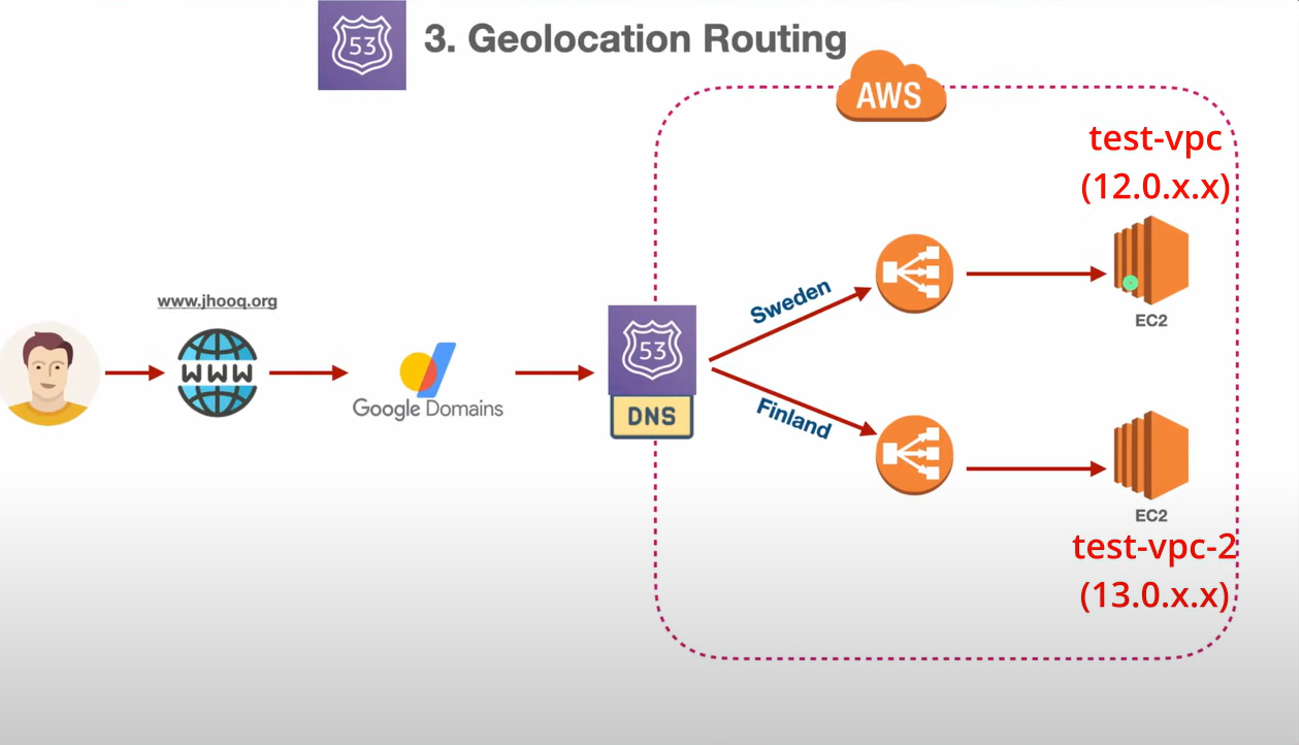 53
3. Geolocation Routing
AWS
test-vpc
(12.0.x.x)
EC2
www.jhooq.org
WWW
Google Domains
53
DNS
Sweden
Finland
EC2
test-vpc-2
(13.0.x.x)